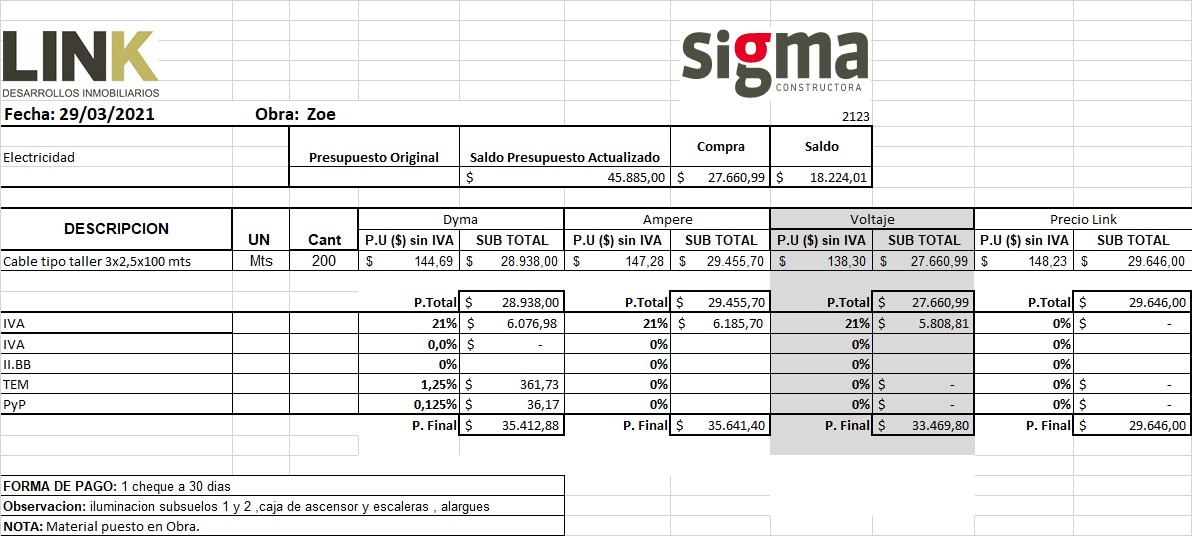 LINK
DESARROLLOS INMOBILIARIOS
sigma
CONSTRUCTORA
Fecha: 29/03/2021 Obra: Zoe 2123
Electricidad Presupuesto Original Saldo Presupuesto Actualizado Compra Saldo
$ 45.885,00 $ 27.660,99 $ 18.224,01
DESCRIPCION UN Cant Dyma Ampere Voltaje Precio Link
P.U ($) sin IVA SUB TOTAL P.U ($) sin IVA SUB TOTAL P.U ($) sin IVA SUB TOTAL P.U ($) sin IVA SUB TOTAL
Cable tipo taller 3x2,5x100 mts Mts 200 $ 144,69 $ 28.938,00 $ 147,28 $ 29.455,70 $ 138,30 $ 27.660,99 $ 148,23 $ 29.646,00
P.Total $ 28.938,00 P.Total $ 29.455,70 P.Total $ 27.660,99 P.Total $ 29.646,00
IVA 21% $ 6.076,98 21% $ 6.185,70 21% $ 5.808,81 0% $ -
IVA 0,0% $ - 0% 0% 0%
II.BB 0% 0% 0% 0%
TEM 1,25% $ 361,73 0% 0% $ - 0% $ -
PyP 0,125% $ 36,17 0% 0% $ - 0% $ -
P. Final $ 35.412,88 P. Final $ 35.641,40 P. Final $ 33.469,80 P. Final $ 29.646,00
FORMA DE PAGO: 1 cheque a 30 dias
Observacion: iluminacion subsuelos 1 y 2 ,caja de ascensor y escaleras , alargues
NOTA: Material puesto en Obra.